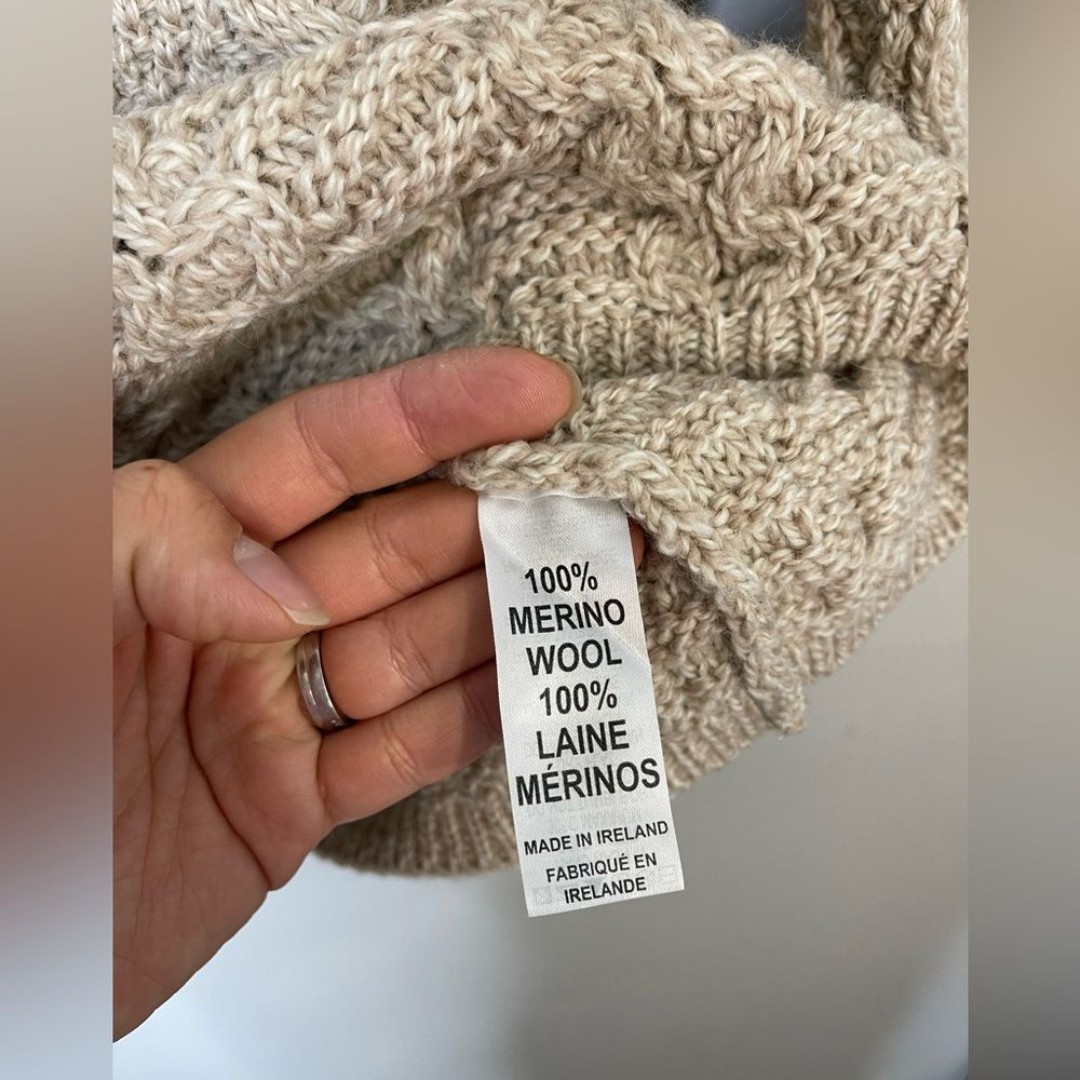 100%
MERINO
WOOL
100%
LAINE
MÉRINOS
MADE IN IRELAND
FABRIQUÉ EN
IRELANDE